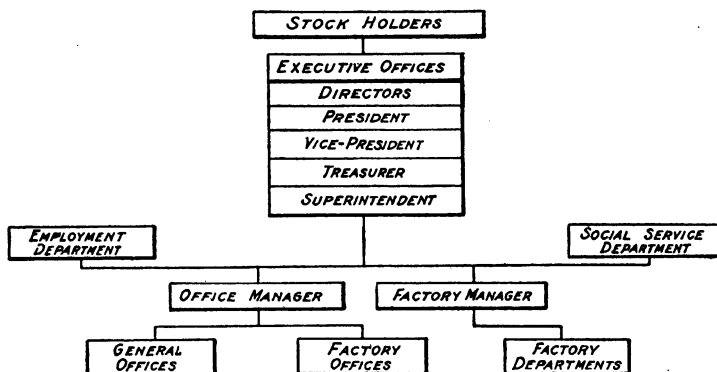 STOCK HOLDERS
EXECUTIVE OFFICES
DIRECTORS
PRESIDENT
VICE-PRESIDENT
TREASURER
SUPERINTENDENT
EMPLOYMENT
DEPARTMENT
SOCIAL SERVICE
DEPARTMENT
OFFICE MANAGER
FACTORY MANAGER
GENERAL
OFFICES
FACTORY
OFFICES
FACTORY
DEPARTMENTS